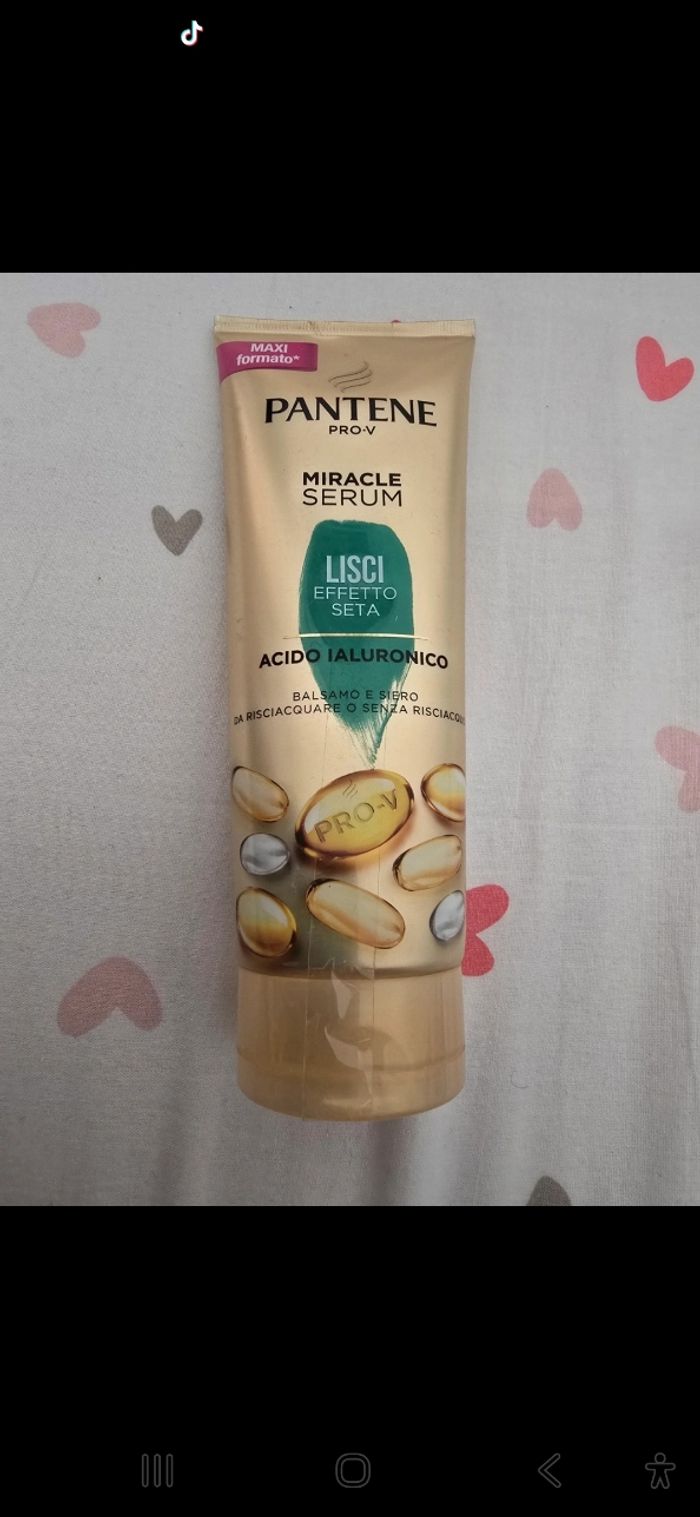 MAXI
formato*
PANTENE
PRO-V
MIRACLE
SERUM
LISCI
EFFETTO
SETA
ACIDO IALURONICO
BALSAMO E SIERO
DA RISCIACQUARE O SENZA
PRO-V